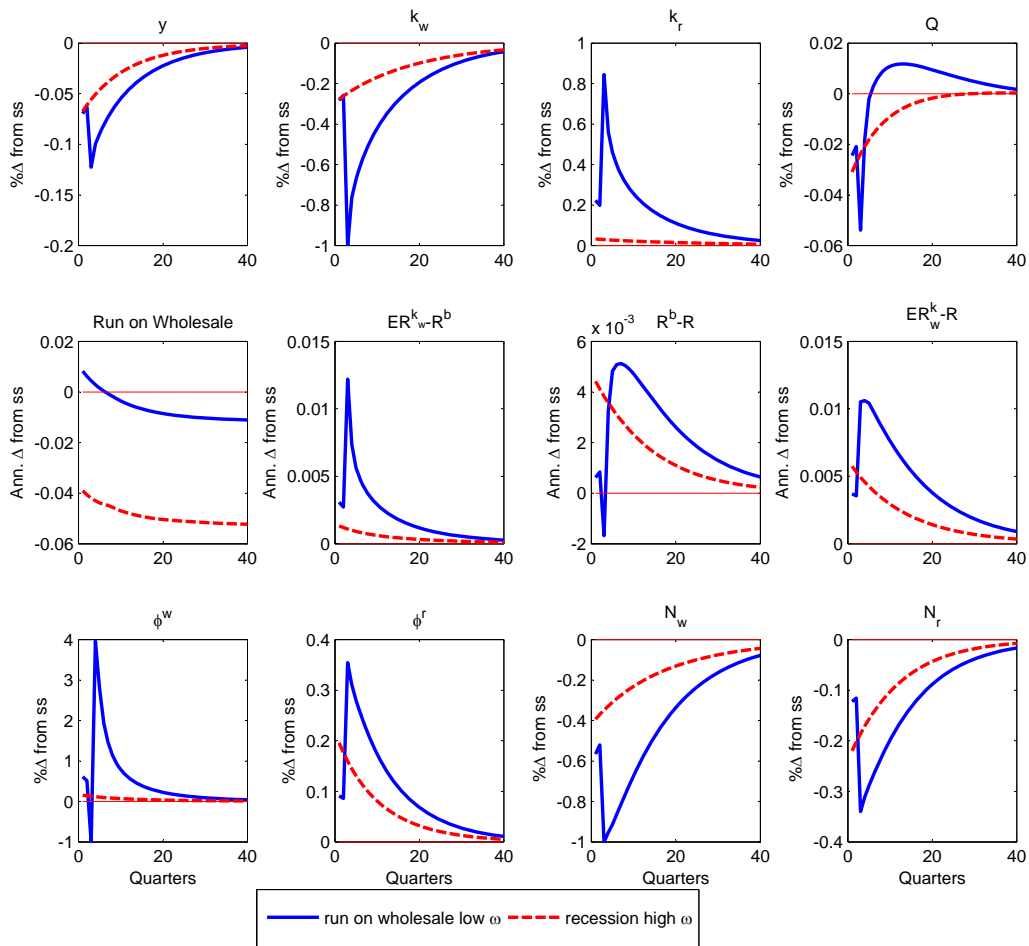 y
k_w
k_r
Q
%Δ from ss
0
-0.05
-0.1
-0.15
-0.2
0 20 40
%Δ from ss
0
-0.2
-0.4
-0.6
-0.8
-1
0 20 40
%Δ from ss
1
0.8
0.6
0.4
0.2
0
0 20 40
%Δ from ss
0.02
0
-0.02
-0.04
-0.06
0 20 40
Run on Wholesale
ER^k_w-R^b
R^b-R
ER^k_w-R
Ann. Δ from ss
0.02
0
-0.02
-0.04
-0.06
0 20 40
0.015
0.01
0.005
0
0 20 40
x 10^-3
6
4
2
0
-2
0 20 40
Ann. Δ from ss
0.015
0.01
0.005
0
0 20 40
ϕ^w
ϕ^r
N_w
N_r
%Δ from ss
4
3
2
1
0
-1
0 20 40
%Δ from ss
0.4
0.3
0.2
0.1
0
0 20 40
Quarters
%Δ from ss
0
-0.2
-0.4
-0.6
-0.8
-1
0 20 40
Quarters
%Δ from ss
0
-0.1
-0.2
-0.3
-0.4
0 20 40
Quarters
Quarters
run on wholesale low ω
recession high ω